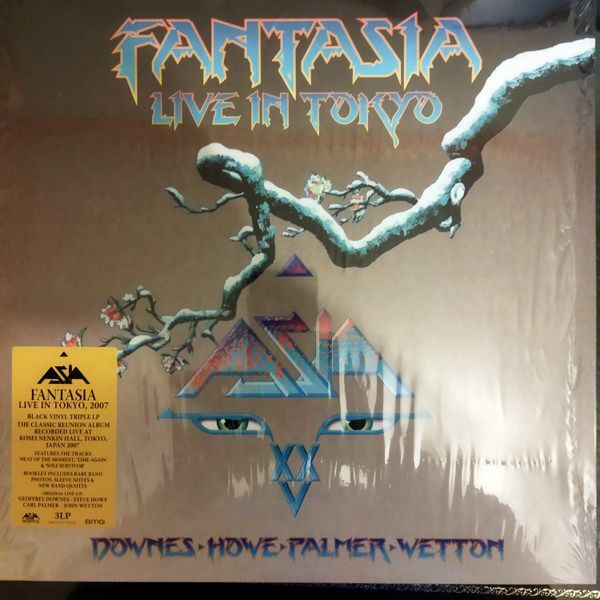 FANTASIA
LIVE IN TOKYO
ASIA
XX
DOWNES · HOWE · PALMER · WETTON
ASIA
FANTASIA
LIVE IN TOKYO, 2007
BLACK VINYL TRIPLE LP
THE CLASSIC REUNION ALBUM
RECORDED LIVE AT
KOSEI NENKIN HALL, TOKYO,
JAPAN 2007
FEATURES THE TRACKS
'HEAT OF THE MOMENT', 'TIME AGAIN'
& 'SOLE SURVIVOR'
BOOKLET INCLUDES RARE BAND
PHOTOS, SLEEVE NOTES &
NEW BAND QUOTES
ORIGINAL LINE UP:
GEOFFREY DOWNES - STEVE HOWE
CARL PALMER - JOHN WETTON
3LP
BMG